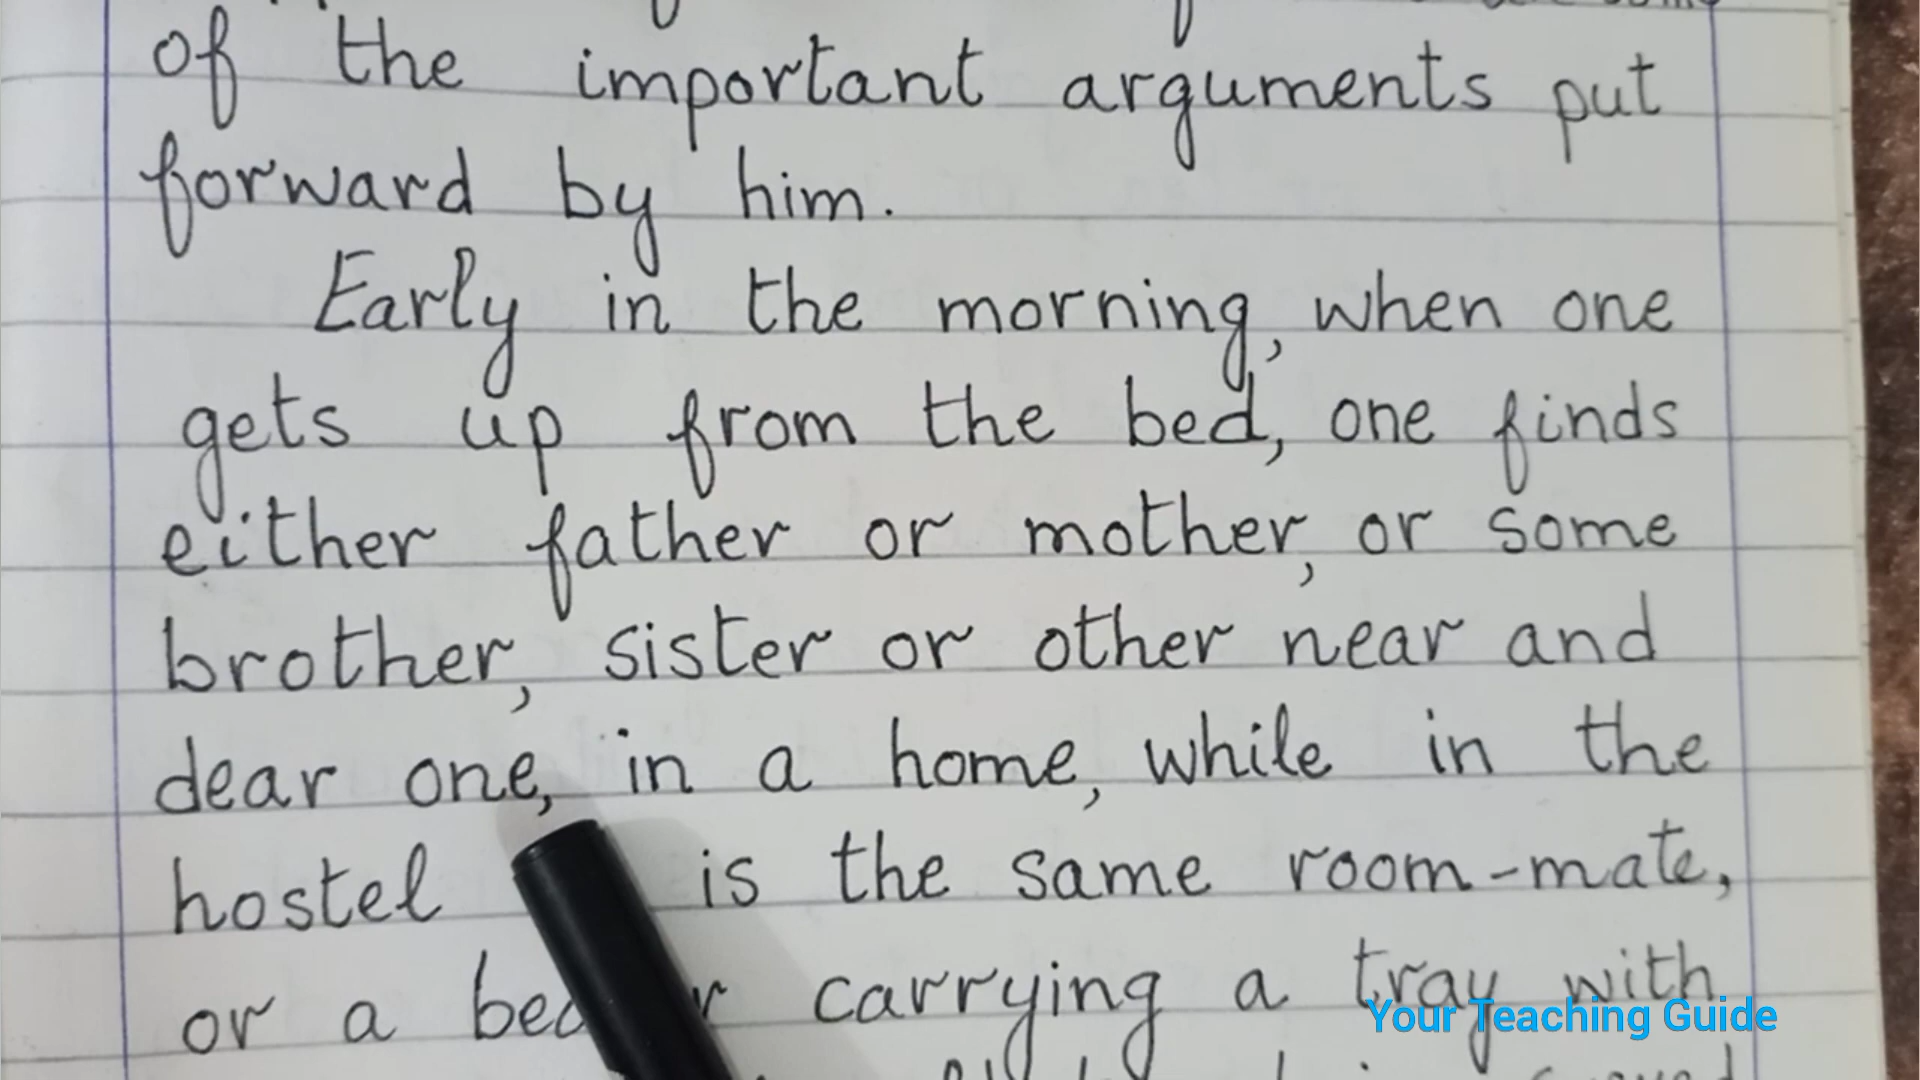 of the important arguments put
forward by him.
Early in the morning, when one
gets up from the bed, one finds
either father or mother, or some
brother, sister or other near and
dear one, in a home, while in the
hostel is the same room-mate,
or a carrying a tray with
Your Teaching Guide